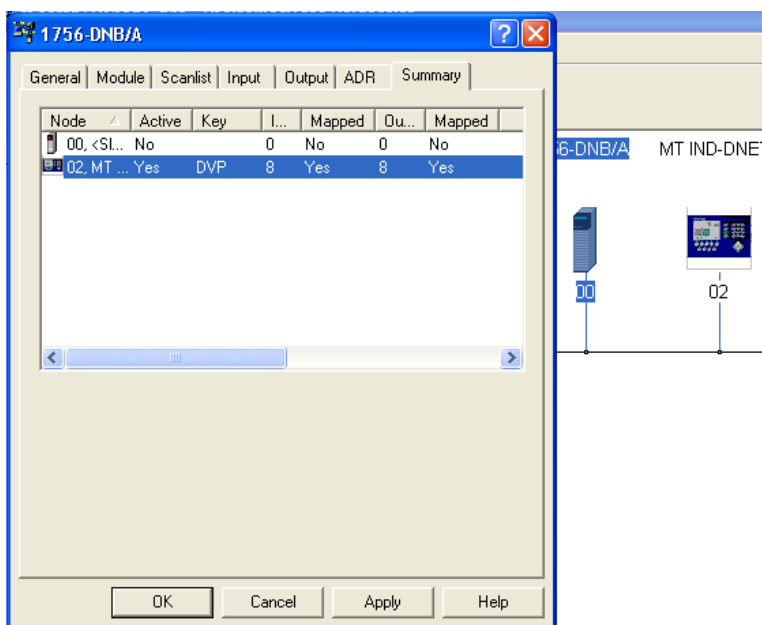 1756-DNB/A
General Module Scanlist Input Output ADR Summary
Node Active Key I... Mapped Ou... Mapped
00, <SI... No 0 No 0 No
02, MT ... Yes DVP 8 Yes 8 Yes
6-DNB/A MT IND-DNET
00 02
OK Cancel Apply Help